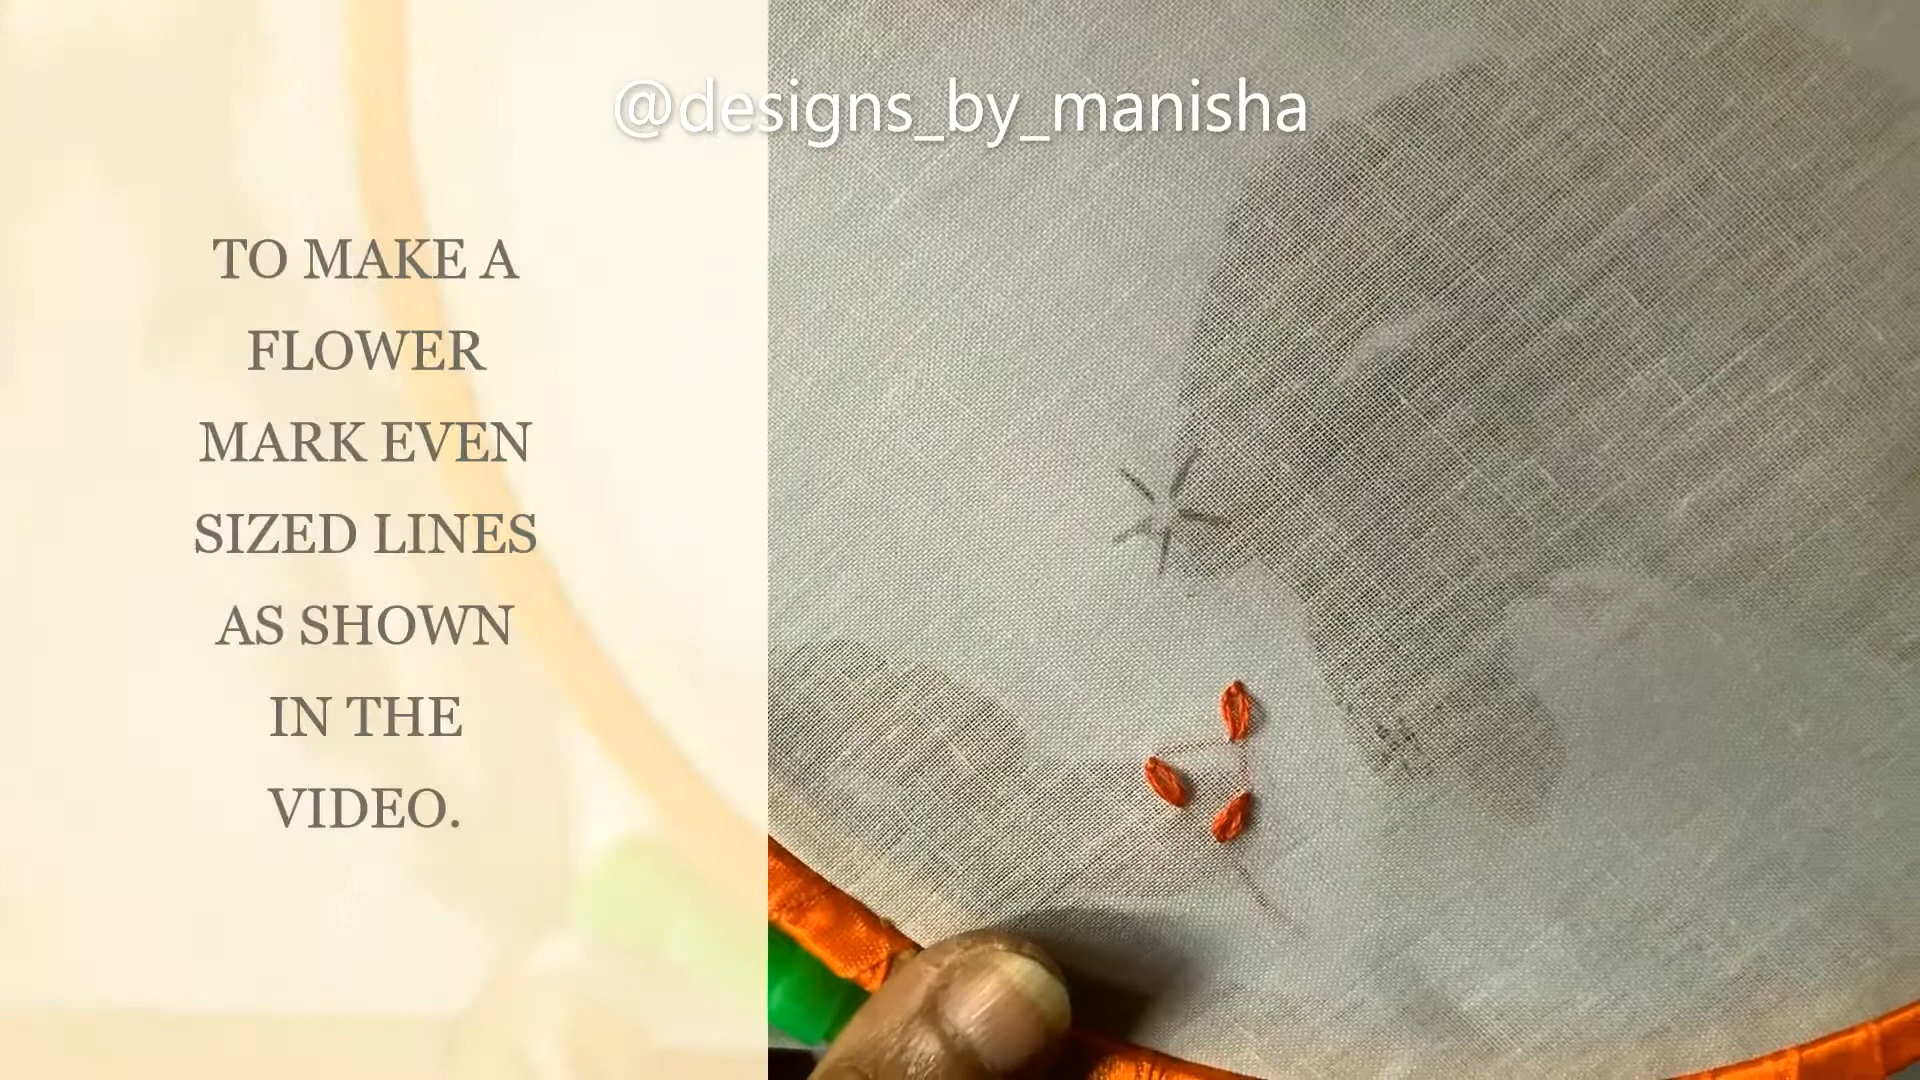 @designs_by_manisha
TO MAKE A
FLOWER
MARK EVEN
SIZED LINES
AS SHOWN
IN THE
VIDEO.